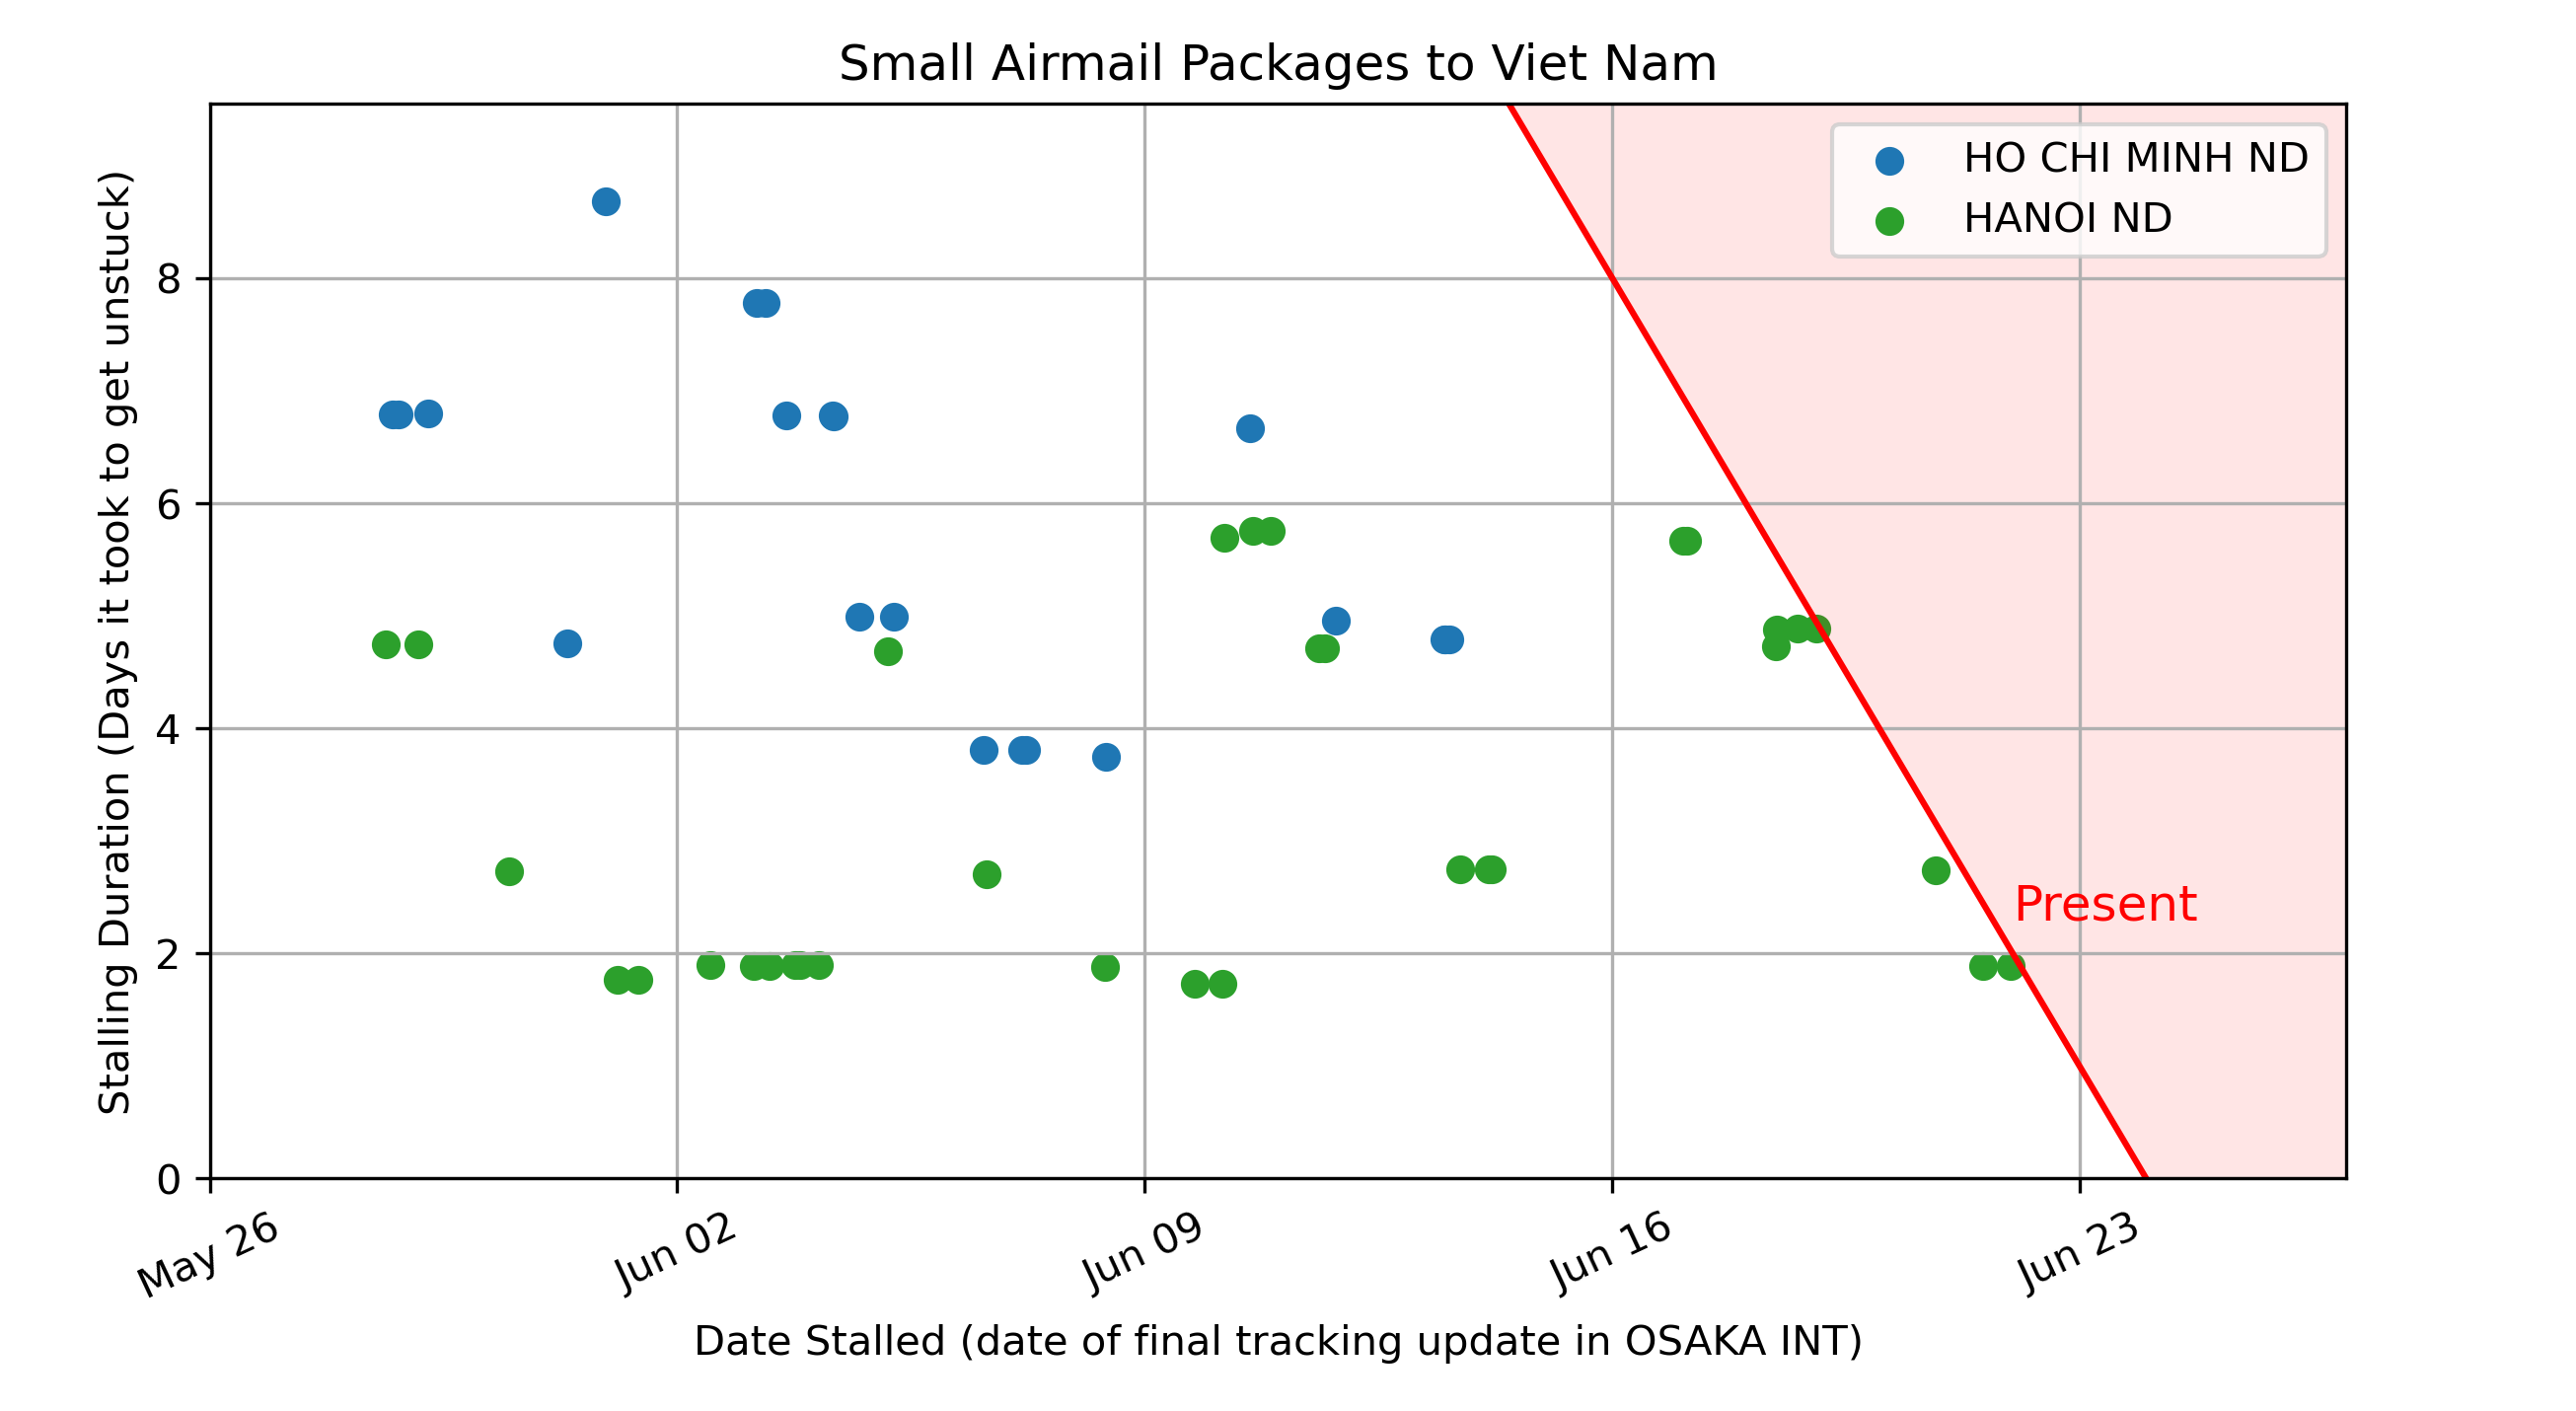 Small Airmail Packages to Viet Nam
HO CHI MINH ND
HANOI ND
Stalling Duration (Days it took to get unstuck)
8
6
4
2
0
Present
May 26
Jun 02
Jun 09
Jun 16
Jun 23
Date Stalled (date of final tracking update in OSAKA INT)